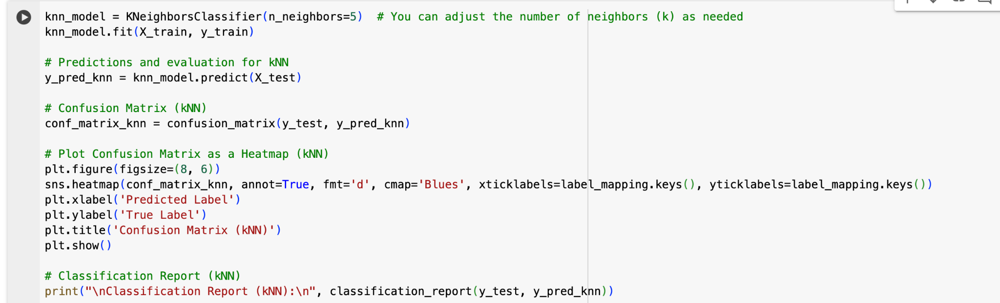 knn_model = KNeighborsClassifier(n_neighbors=5)  # You can adjust the number of neighbors (k) as needed
knn_model.fit(X_train, y_train)

# Predictions and evaluation for kNN
y_pred_knn = knn_model.predict(X_test)

# Confusion Matrix (kNN)
conf_matrix_knn = confusion_matrix(y_test, y_pred_knn)

# Plot Confusion Matrix as a Heatmap (kNN)
plt.figure(figsize=(8, 6))
sns.heatmap(conf_matrix_knn, annot=True, fmt='d', cmap='Blues', xticklabels=label_mapping.keys(), yticklabels=label_mapping.keys())
plt.xlabel('Predicted Label')
plt.ylabel('True Label')
plt.title('Confusion Matrix (kNN)')
plt.show()

# Classification Report (kNN)
print("\nClassification Report (kNN):\n", classification_report(y_test, y_pred_knn))